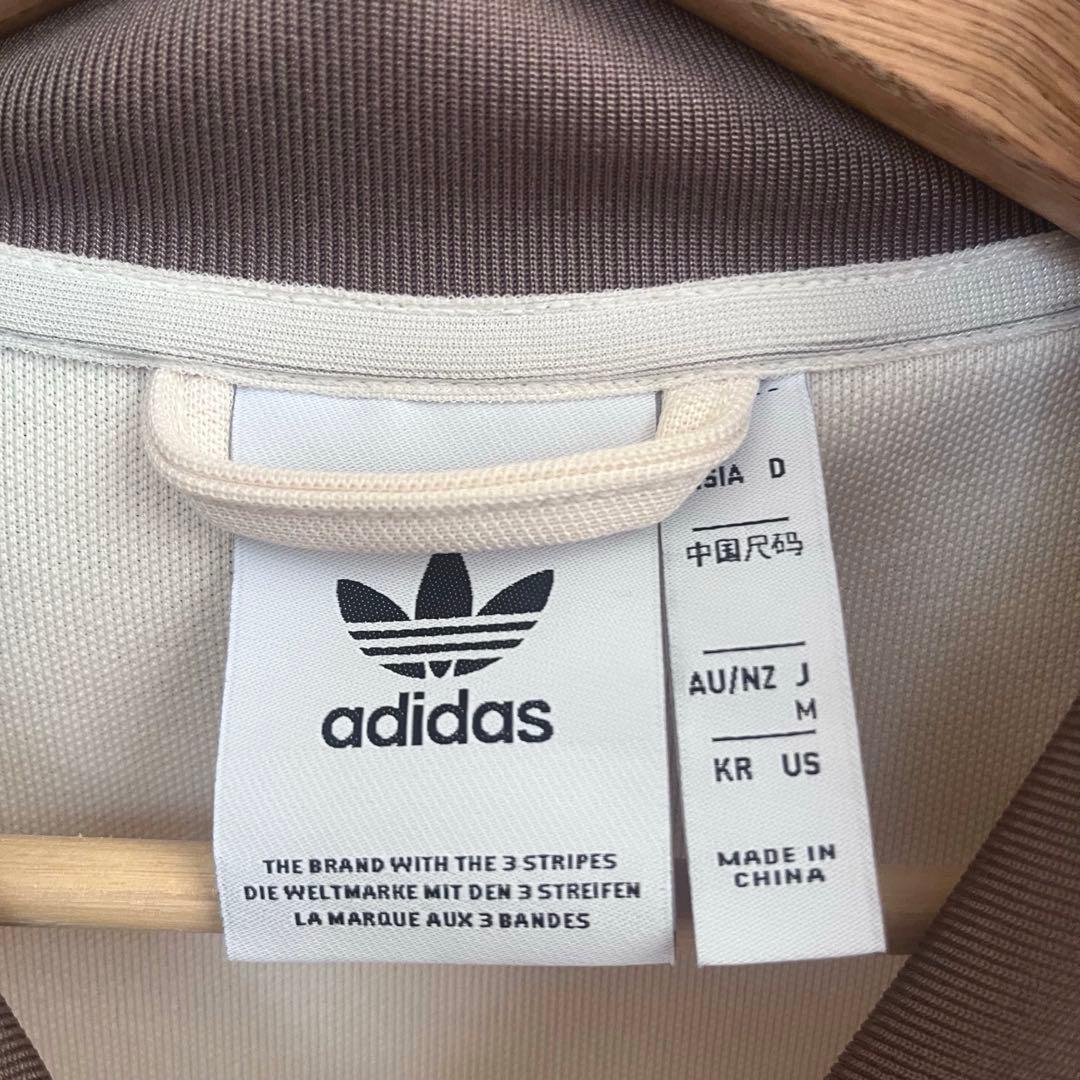 adidas
THE BRAND WITH THE 3 STRIPES
DIE WELTMARKE MIT DEN 3 STREIFEN
LA MARQUE AUX 3 BANDES
D
中国尺码
AU/NZ J
M
KR US
MADE IN
CHINA